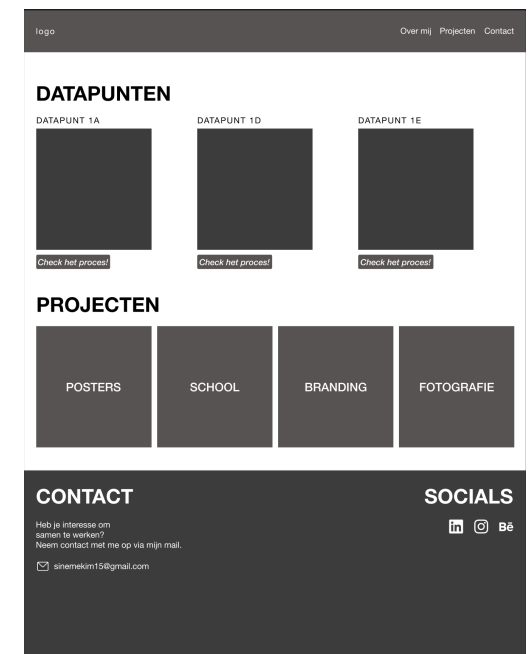 logo
Over mij Projecten Contact
DATAPUNTEN
DATAPUNT 1A DATAPUNT 1D DATAPUNT 1E
Check het proces! Check het proces! Check het proces!
PROJECTEN
POSTERS SCHOOL BRANDING FOTOGRAFIE
CONTACT
Heb je interesse om
samen te werken?
Neem contact met me op via mijn mail.
sinemekim15@gmail.com
SOCIALS
in Bē